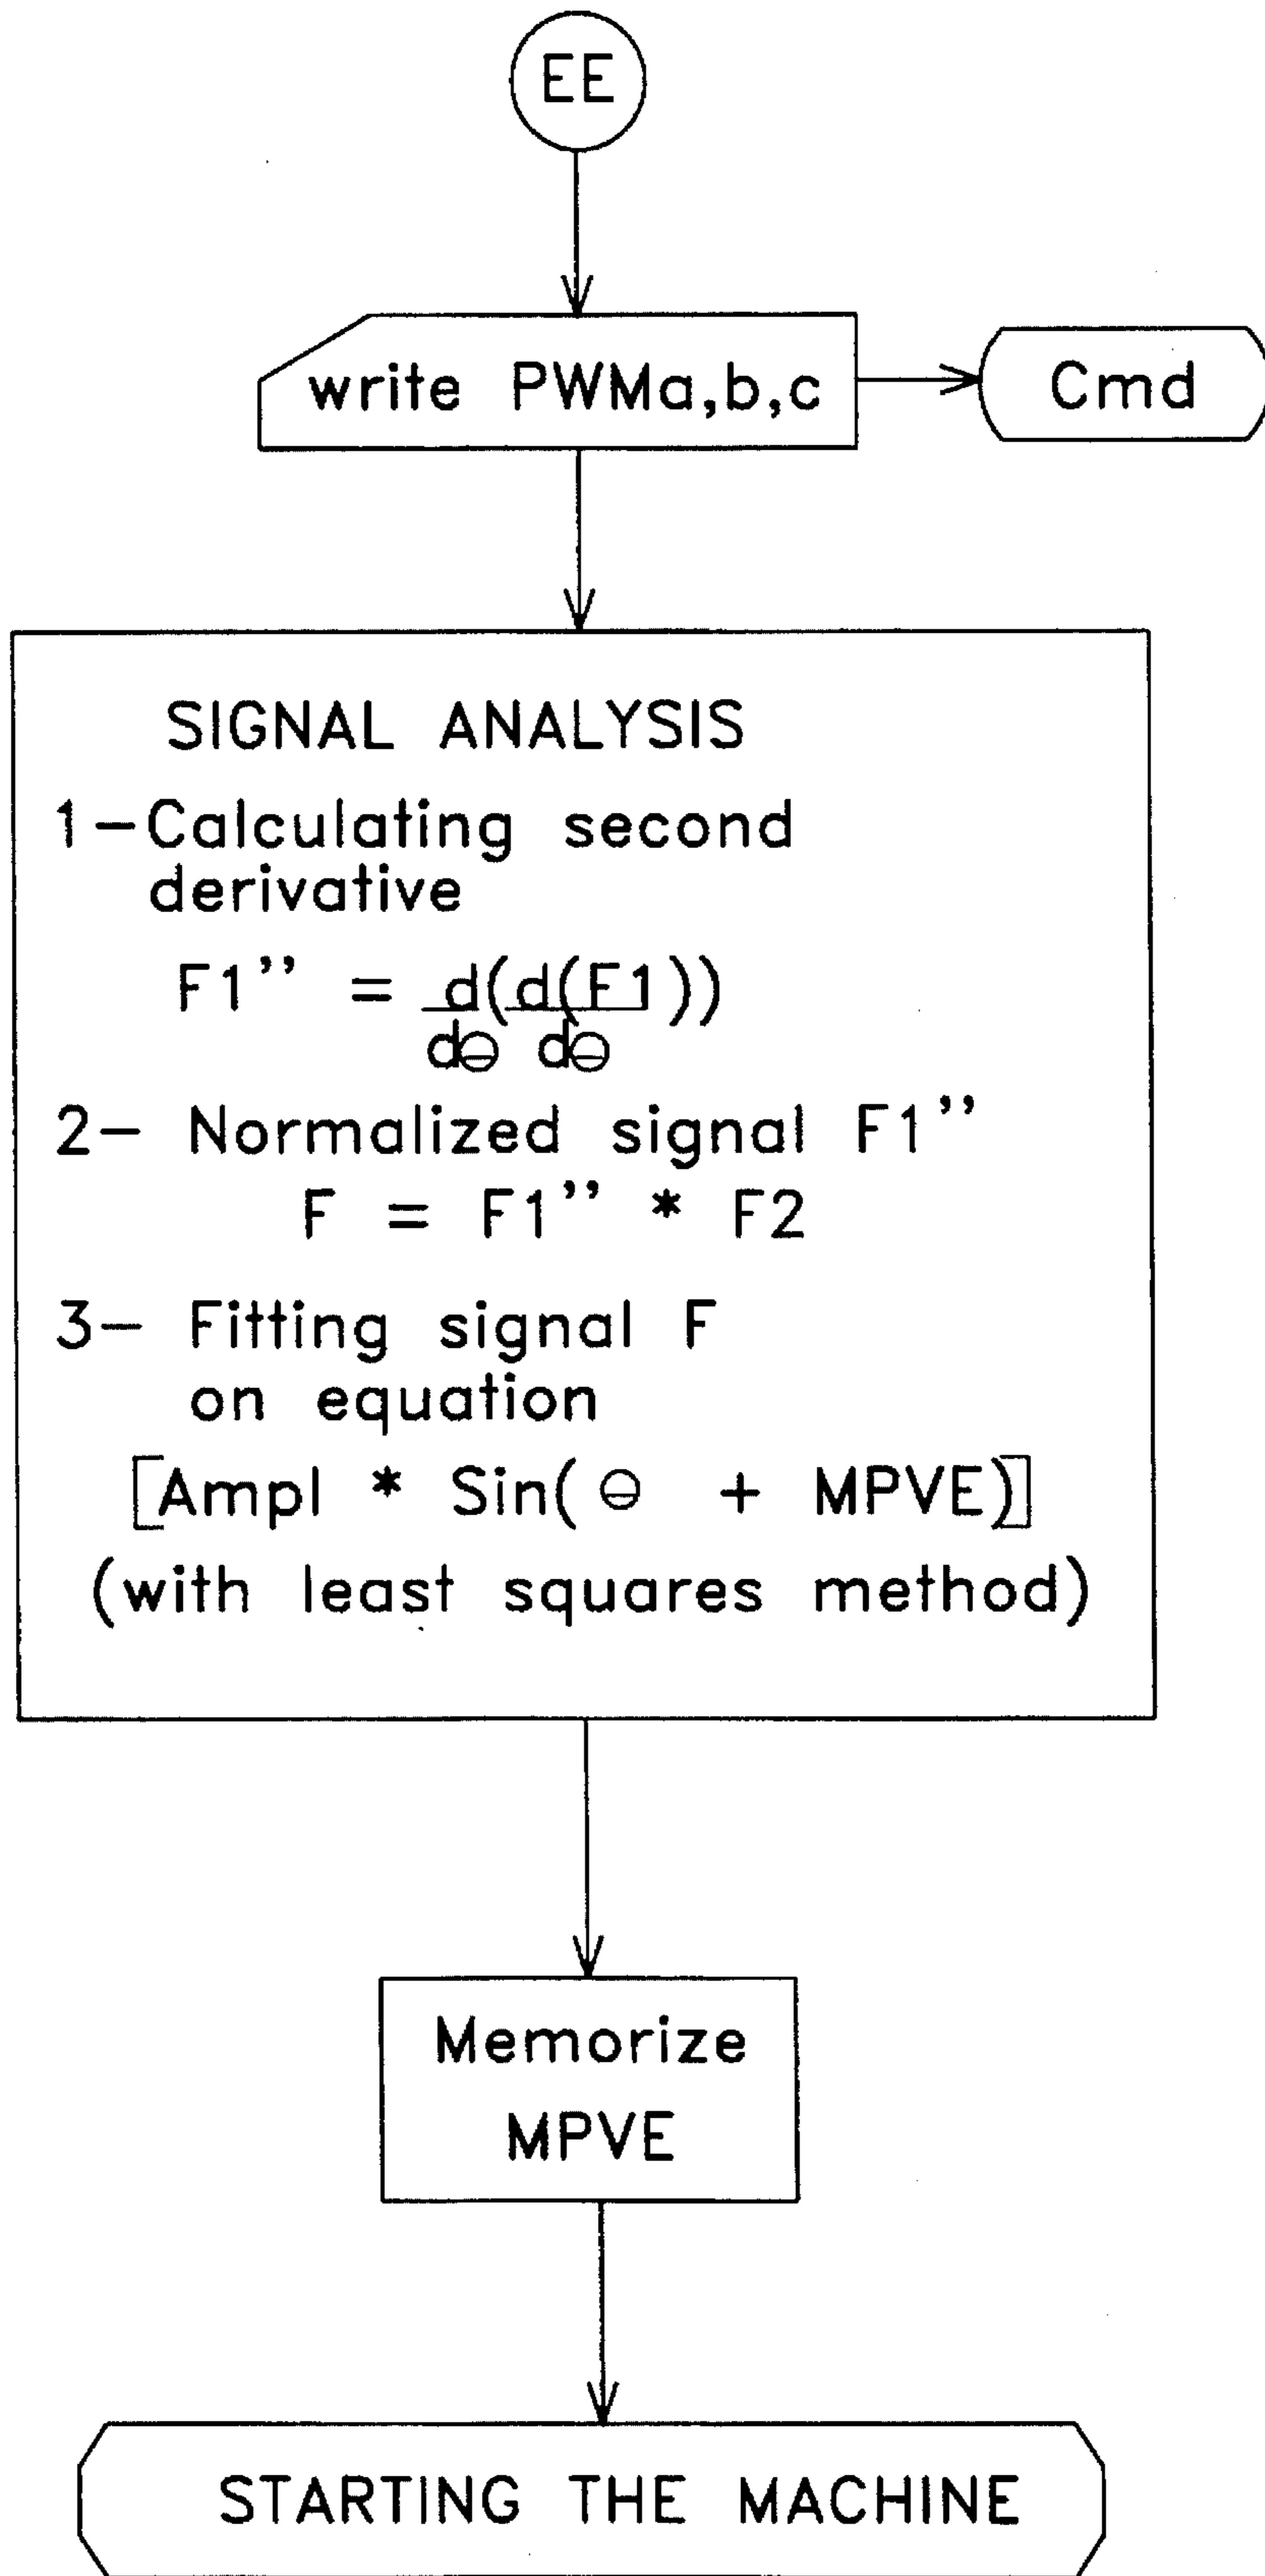 EE
write PWMa,b,c
Cmd
SIGNAL ANALYSIS
1-Calculating second
derivative
F1'' = d(d(F1))
dΘ dΘ
2- Normalized signal F1''
F = F1'' * F2
3- Fitting signal F
on equation
[Ampl * Sin( Θ + MPVE)]
(with least squares method)
Memorize
MPVE
STARTING THE MACHINE